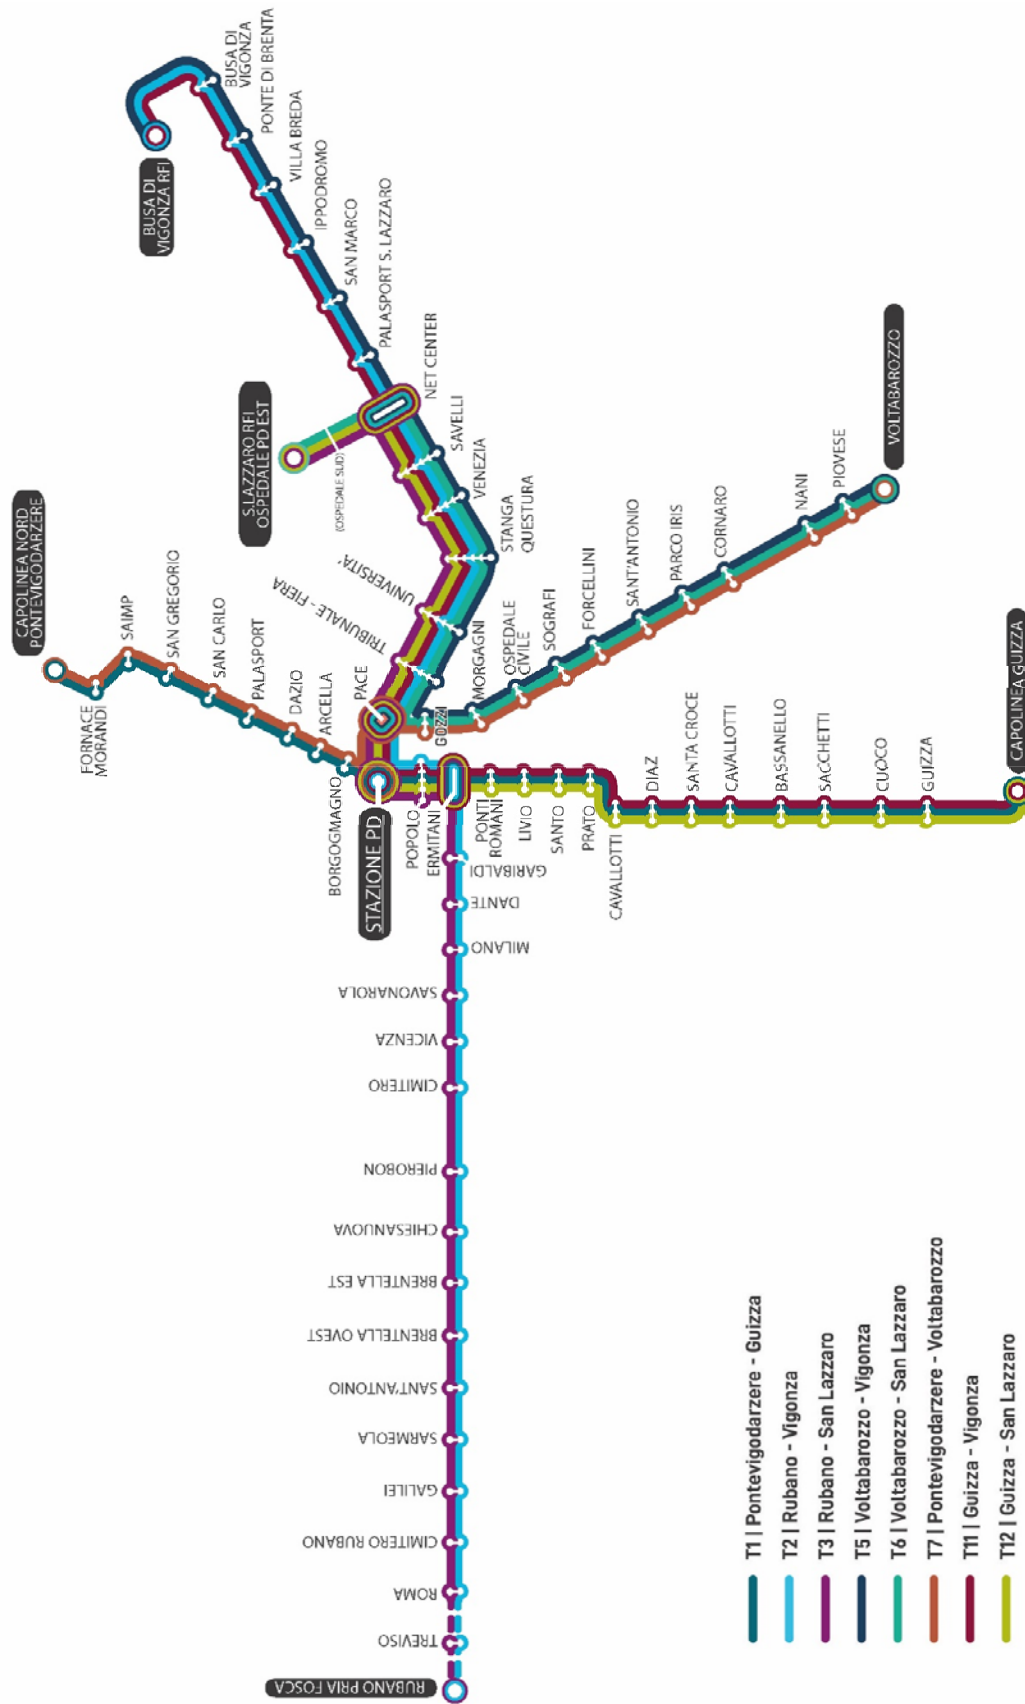 CAPOLINEA NORD
PONTEVIGODARZERE
FORNACE
MORANDI
SAIMP
SAN GREGORIO
SAN CARLO
PALASPORT
DAZIO
ARCELLA
BORGOGMAGNO
STAZIONE PD
PACE
TRIBUNALE - FIERA
UNIVERSITA'
STANGA
QUESTURA
VENEZIA
SAVELLI
NET CENTER
S.LAZZARO RFI
OSPEDALE PD EST
(OSPEDALE SUD)
PALASPORT S. LAZZARO
SAN MARCO
IPPODROMO
VILLA BREDA
PONTE DI BRENTA
BUSA DI
VIGONZA
BUSA DI
VIGONZA RFI
GOZZI
MORGAGNI
OSPEDALE
CIVILE
SOGRAFI
FORCELLINI
SANT'ANTONIO
PARCO IRIS
CORNARO
NANI
PIOVESE
VOLTABAROZZO
POPOLO
ERMITANI
PONTI
ROMANI
LIVIO
SANTO
PRATO
CAVALLOTTI
DIAZ
SANTA CROCE
CAVALLOTTI
BASSANELLO
SACCHETTI
CUOCO
GUIZZA
CAPOLINEA GUIZZA
GARIBALDI
DANTE
MILANO
SAVONAROLA
VICENZA
CIMITERO
PIEROBON
CHIESANUOVA
BRENTELLA EST
BRENTELLA OVEST
SANT'ANTONIO
SARMEOLA
GALILEI
CIMITERO RUBANO
ROMA
TREVISO
RUBANO PRIA FOSCA
T1 | Pontevigodarzere - Guizza
T2 | Rubano - Vigonza
T3 | Rubano - San Lazzaro
T5 | Voltabarozzo - Vigonza
T6 | Voltabarozzo - San Lazzaro
T7 | Pontevigodarzere - Voltabarozzo
T11 | Guizza - Vigonza
T12 | Guizza - San Lazzaro